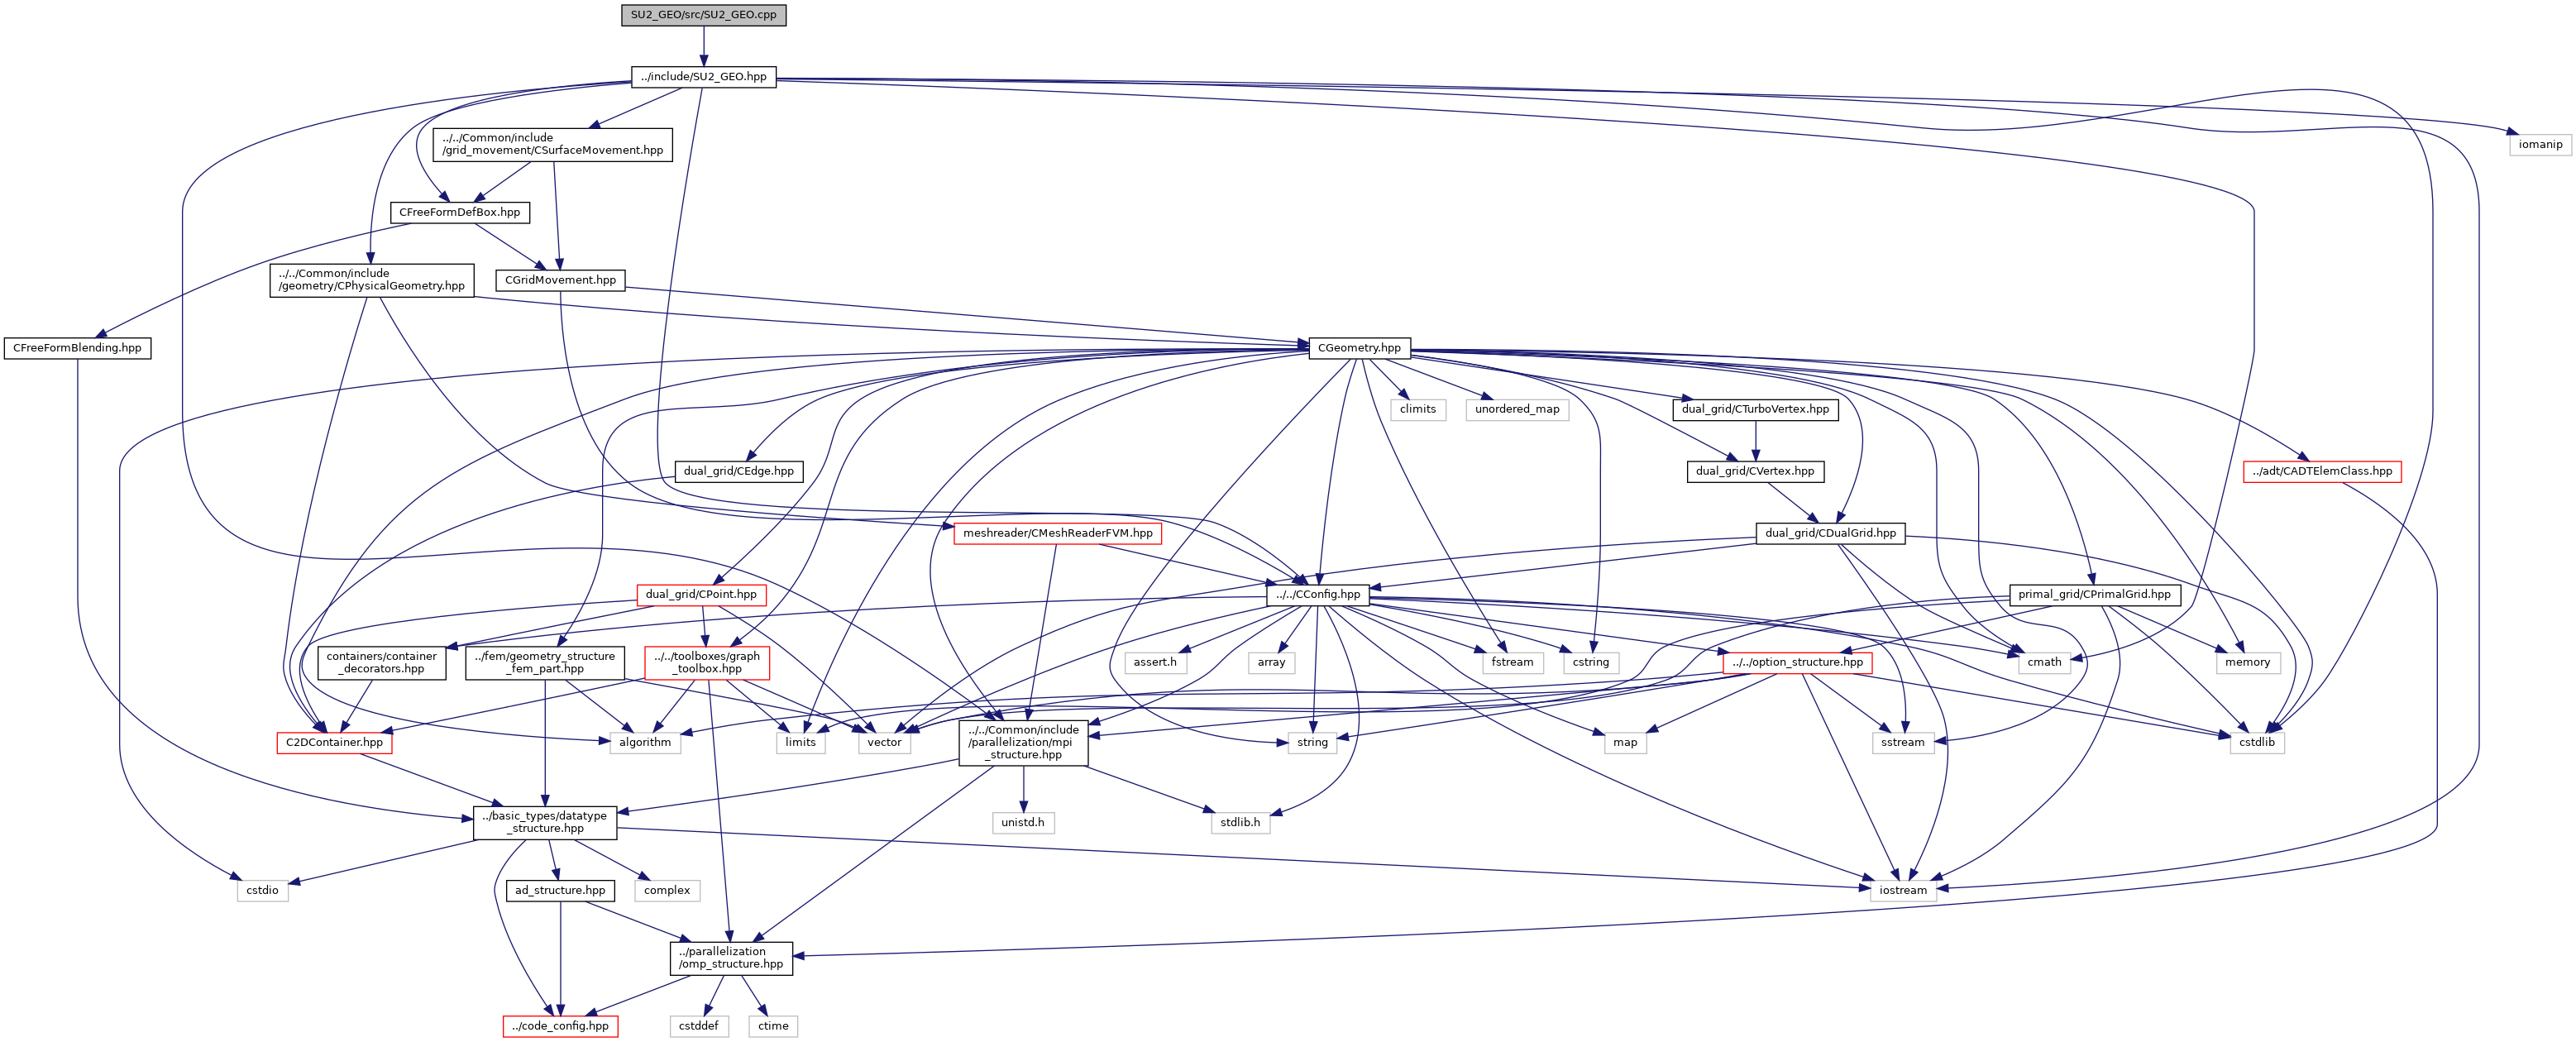 SU2_GEO/src/SU2_GEO.cpp
../include/SU2_GEO.hpp
../../Common/include
/grid_movement/CSurfaceMovement.hpp
iomanip
CFreeFormDefBox.hpp
../../Common/include
/geometry/CPhysicalGeometry.hpp
CGridMovement.hpp
CFreeFormBlending.hpp
CGeometry.hpp
climits
unordered_map
dual_grid/CTurboVertex.hpp
dual_grid/CEdge.hpp
dual_grid/CVertex.hpp
../adt/CADTElemClass.hpp
meshreader/CMeshReaderFVM.hpp
dual_grid/CDualGrid.hpp
dual_grid/CPoint.hpp
../../CConfig.hpp
primal_grid/CPrimalGrid.hpp
containers/container
_decorators.hpp
../fem/geometry_structure
_fem_part.hpp
../../toolboxes/graph
_toolbox.hpp
assert.h
array
fstream
cstring
../../option_structure.hpp
cmath
memory
C2DContainer.hpp
algorithm
limits
vector
../../Common/include
/parallelization/mpi
_structure.hpp
string
map
sstream
cstdlib
../basic_types/datatype
_structure.hpp
unistd.h
stdlib.h
cstdio
ad_structure.hpp
complex
iostream
../parallelization
/omp_structure.hpp
../code_config.hpp
cstddef
ctime